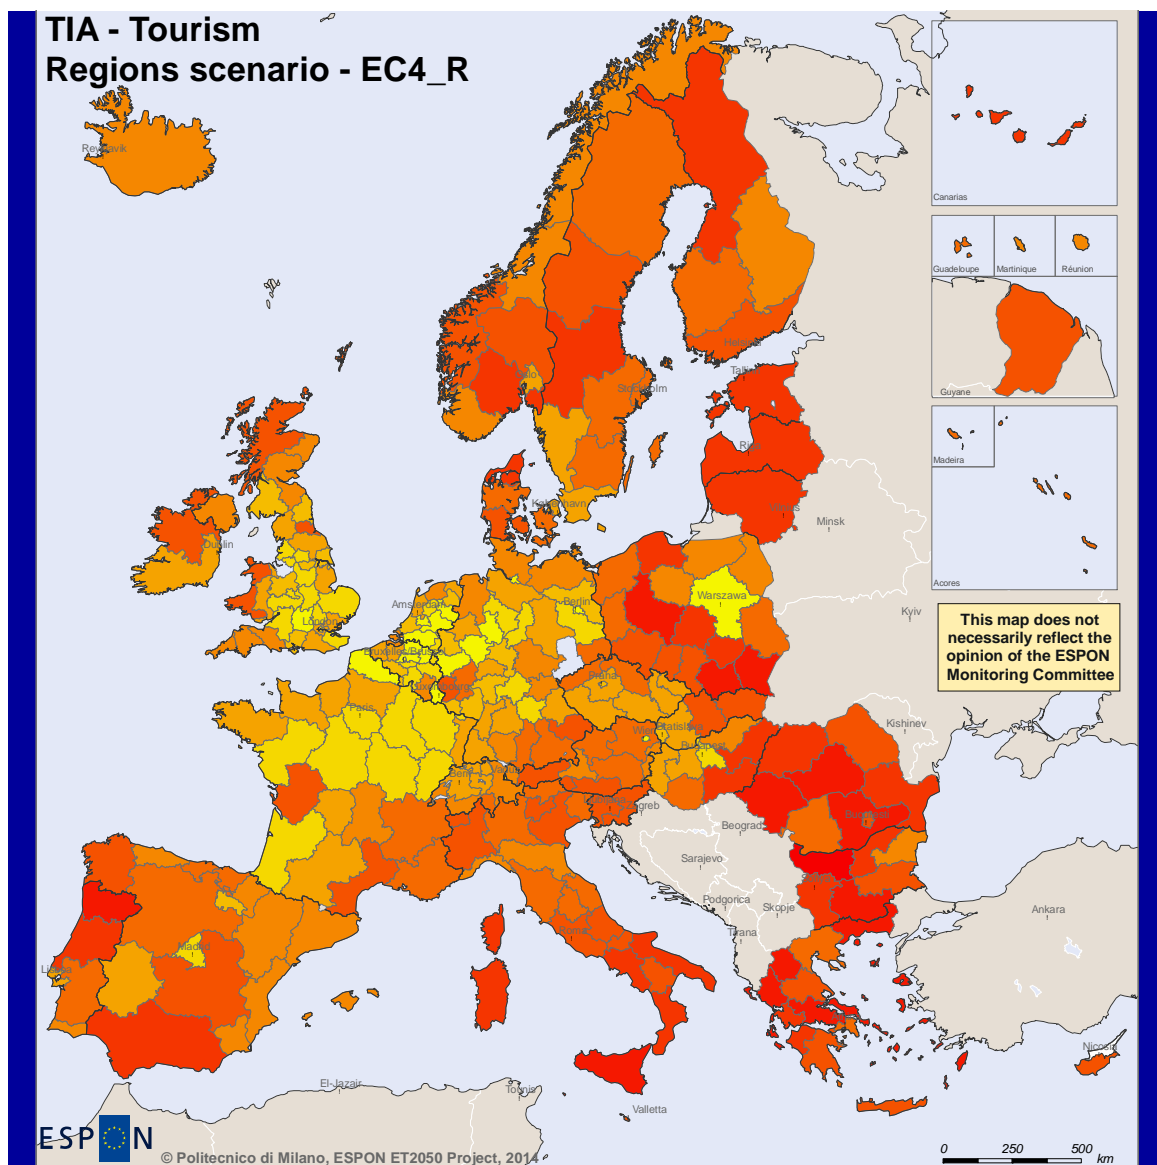 TIA - Tourism
Regions scenario - EC4_R
Reykjavik
Canarias
Guadeloupe
Martinique
Réunion
Guyane
Madeira
Acores
Helsinki
Oslo
Stockholm
Tallinn
Riga
Vilnius
Minsk
København
Dublin
London
Amsterdam
Berlin
Warszawa
Bruxelles/Brussel
Luxembourg
Kyiv
This map does not
necessarily reflect the
opinion of the ESPON
Monitoring Committee
Praha
Paris
Wien
Bratislava
Budapest
Kishinev
Bern
Vaduz
Ljubljana
Zagreb
Beograd
Bucuresti
Sarajevo
Podgorica
Skopje
Tirana
Ankara
Roma
Madrid
Lisboa
Nicosia
El-Jazair
Tounis
Valletta
ESPON
© Politecnico di Milano, ESPON ET2050 Project, 2014
0 250 500
km